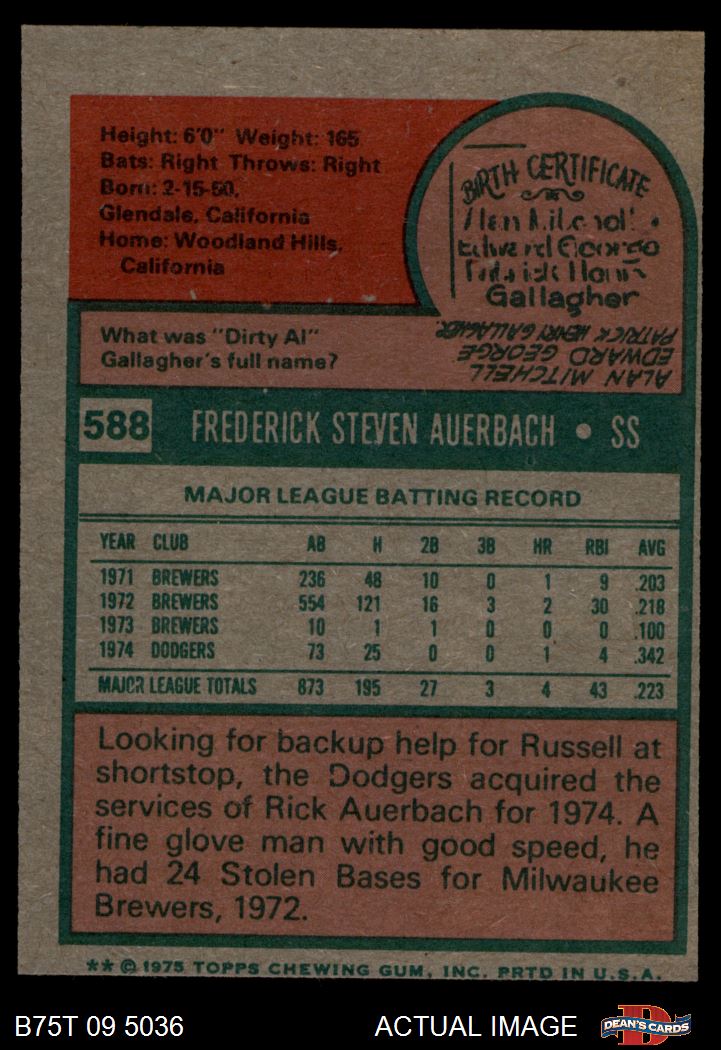 Height: 6'0" Weight: 165
Bats: Right Throws: Right
Born: 2-15-50,
Glendale, California
Home: Woodland Hills,
California
BIRTH CERTIFICATE
Gallagher
What was "Dirty Al"
Gallagher's full name?
ALAN MITCHELL
EDWARD GEORGE
PATRICK HENRY GALLAGHER.
588 FREDERICK STEVEN AUERBACH • SS
MAJOR LEAGUE BATTING RECORD
YEAR CLUB AB H 2B 3B HR RBI AVG
1971 BREWERS 236 48 10 0 1 9 .203
1972 BREWERS 554 121 16 3 2 30 .218
1973 BREWERS 10 1 1 0 0 0 .100
1974 DODGERS 73 25 0 0 1 4 .342
MAJOR LEAGUE TOTALS 873 195 27 3 4 43 .223
Looking for backup help for Russell at
shortstop, the Dodgers acquired the
services of Rick Auerbach for 1974. A
fine glove man with good speed, he
had 24 Stolen Bases for Milwaukee
Brewers, 1972.
** © 1975 TOPPS CHEWING GUM, INC. PRTD IN U.S.A.
B75T 09 5036 ACTUAL IMAGE DEAN'S CARDS